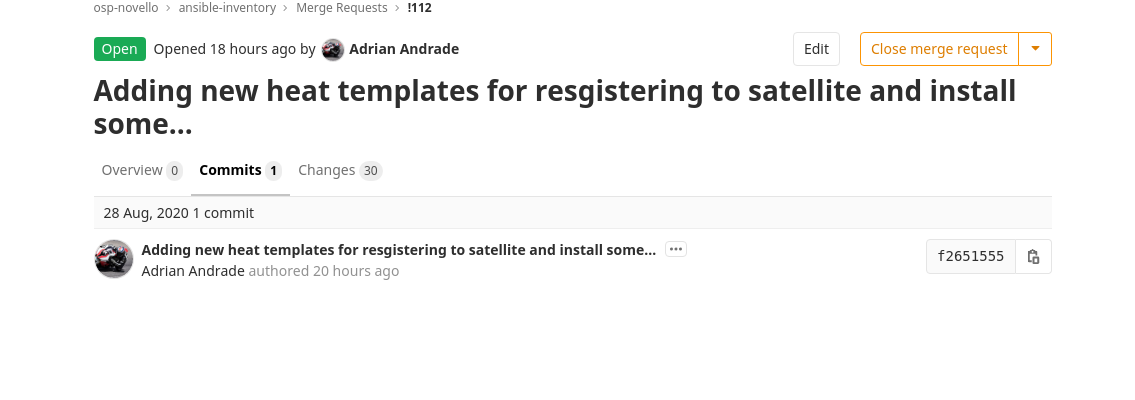 osp-novello > ansible-inventory > Merge Requests > !112
Open Opened 18 hours ago by Adrian Andrade Edit Close merge request
Adding new heat templates for resgistering to satellite and install
some...
Overview 0 Commits 1 Changes 30
28 Aug, 2020 1 commit
Adding new heat templates for resgistering to satellite and install some... f2651555
Adrian Andrade authored 20 hours ago